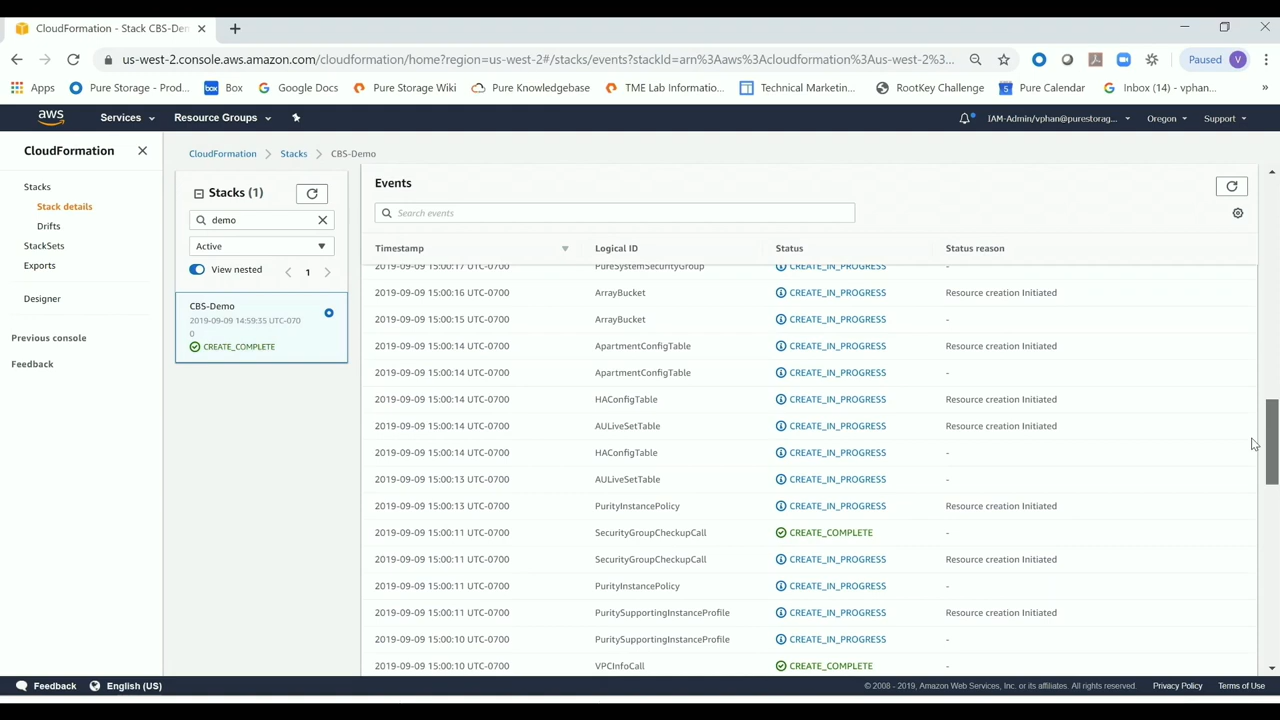 CloudFormation - Stack CBS-Den
us-west-2.console.aws.amazon.com/cloudformation/home?region=us-west-2#/stacks/events?stackId=arn%3Aaws%3Acloudformation%3Aus-west-2%3...
Paused V
Apps Pure Storage - Prod... box Box Google Docs Pure Storage Wiki Pure Knowledgebase TME Lab Informatio... Technical Marketin... RootKey Challenge 5 Pure Calendar Inbox (14) - vphan... »
aws Services Resource Groups IAM-Admin/vphan@purestorag... Oregon Support
CloudFormation
Stacks
Stack details
Drifts
StackSets
Exports
Designer
Previous console
Feedback
CloudFormation > Stacks > CBS-Demo
Stacks (1)
demo
Active
View nested
1
CBS-Demo
2019-09-09 14:59:35 UTC-070
0
CREATE_COMPLETE
Events
Search events
Timestamp Logical ID Status Status reason
2019-09-09 15:00:17 UTC-0700 PureSystemSecurityGroup CREATE_IN_PROGRESS -
2019-09-09 15:00:16 UTC-0700 ArrayBucket CREATE_IN_PROGRESS Resource creation Initiated
2019-09-09 15:00:15 UTC-0700 ArrayBucket CREATE_IN_PROGRESS -
2019-09-09 15:00:14 UTC-0700 ApartmentConfigTable CREATE_IN_PROGRESS Resource creation Initiated
2019-09-09 15:00:14 UTC-0700 ApartmentConfigTable CREATE_IN_PROGRESS -
2019-09-09 15:00:14 UTC-0700 HAConfigTable CREATE_IN_PROGRESS Resource creation Initiated
2019-09-09 15:00:14 UTC-0700 AULiveSetTable CREATE_IN_PROGRESS Resource creation Initiated
2019-09-09 15:00:14 UTC-0700 HAConfigTable CREATE_IN_PROGRESS -
2019-09-09 15:00:13 UTC-0700 AULiveSetTable CREATE_IN_PROGRESS -
2019-09-09 15:00:13 UTC-0700 PurityInstancePolicy CREATE_IN_PROGRESS Resource creation Initiated
2019-09-09 15:00:13 UTC-0700 SecurityGroupCheckupCall CREATE_COMPLETE -
2019-09-09 15:00:11 UTC-0700 SecurityGroupCheckupCall CREATE_IN_PROGRESS Resource creation Initiated
2019-09-09 15:00:11 UTC-0700 PurityInstancePolicy CREATE_IN_PROGRESS -
2019-09-09 15:00:11 UTC-0700 PuritySupportingInstanceProfile CREATE_IN_PROGRESS Resource creation Initiated
2019-09-09 15:00:10 UTC-0700 PuritySupportingInstanceProfile CREATE_IN_PROGRESS -
2019-09-09 15:00:10 UTC-0700 VPCInfoCall CREATE_COMPLETE -
Feedback English (US) © 2008 - 2019, Amazon Web Services, Inc. or its affiliates. All rights reserved. Privacy Policy Terms of Use